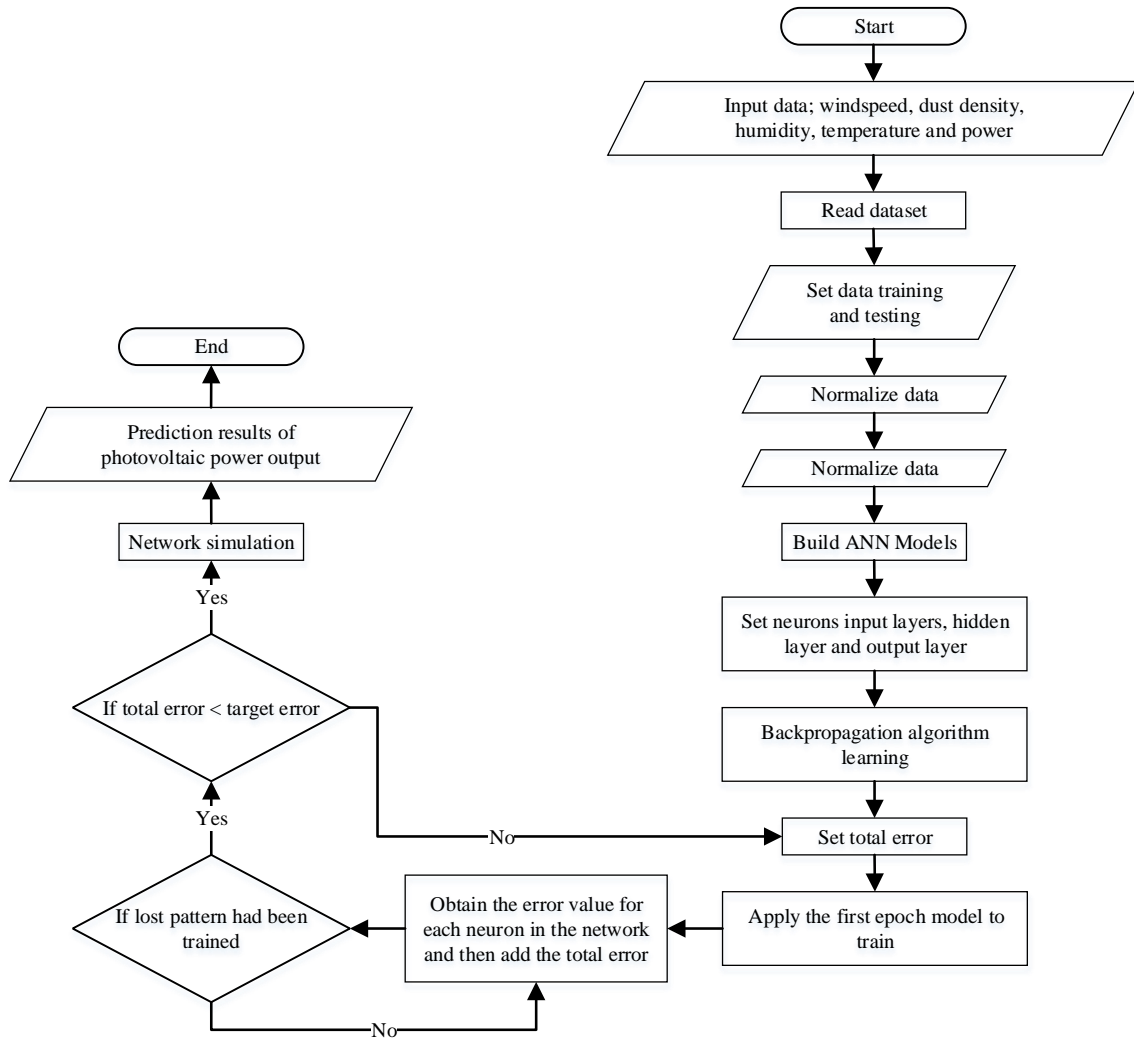 Start
Input data; windspeed, dust density,
humidity, temperature and power
Read dataset
Set data training
and testing
Normalize data
Normalize data
Build ANN Models
Set neurons input layers, hidden
layer and output layer
Backpropagation algorithm
learning
Set total error
Apply the first epoch model to
train
Obtain the error value for
each neuron in the network
and then add the total error
If lost pattern had been
trained
No
Yes
If total error < target error
No
Yes
Network simulation
Prediction results of
photovoltaic power output
End